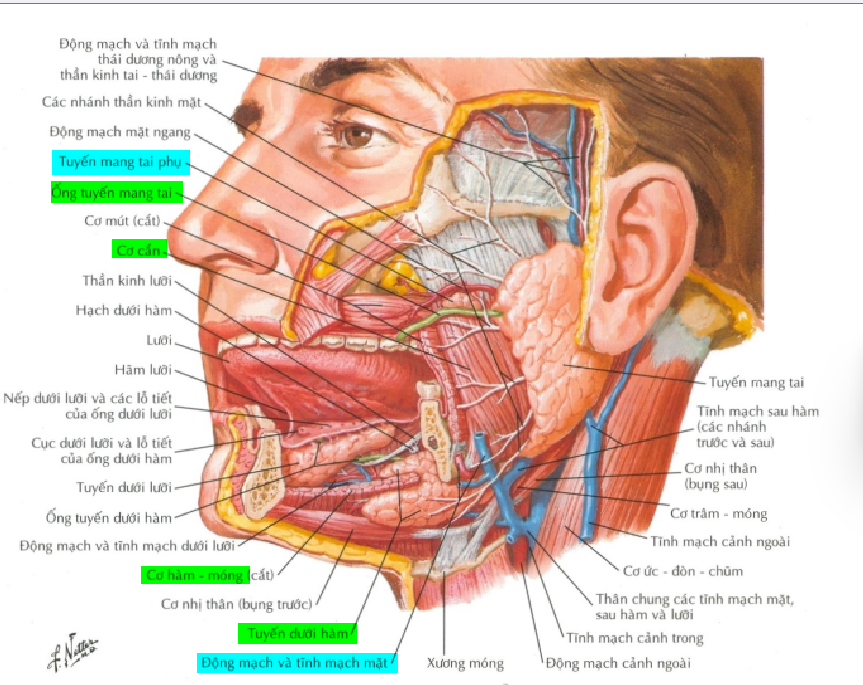 Động mạch và tĩnh mạch
thái dương nông và
thần kinh tai - thái dương
Các nhánh thần kinh mặt
Động mạch mặt ngang
Tuyến mang tai phụ
Ống tuyến mang tai
Cơ mút (cắt)
Cơ cắn
Thần kinh lưỡi
Hạch dưới hàm
Lưỡi
Hãm lưỡi
Nếp dưới lưỡi và các lỗ tiết
của ống dưới lưỡi
Cục dưới lưỡi và lỗ tiết
của ống dưới hàm
Tuyến dưới lưỡi
Ống tuyến dưới hàm
Động mạch và tĩnh mạch dưới lưỡi
Cơ hàm - móng (cắt)
Cơ nhị thân (bụng trước)
Tuyến dưới hàm
Động mạch và tĩnh mạch mặt
Xương móng
Tuyến mang tai
Tĩnh mạch sau hàm
(các nhánh
trước và sau)
Cơ nhị thân
(bụng sau)
Cơ trâm - móng
Tĩnh mạch cảnh ngoài
Cơ ức - đòn - chũm
Thân chung các tĩnh mạch mặt,
sau hàm và lưỡi
Tĩnh mạch cảnh trong
Động mạch cảnh ngoài
F. Netter
M.D.